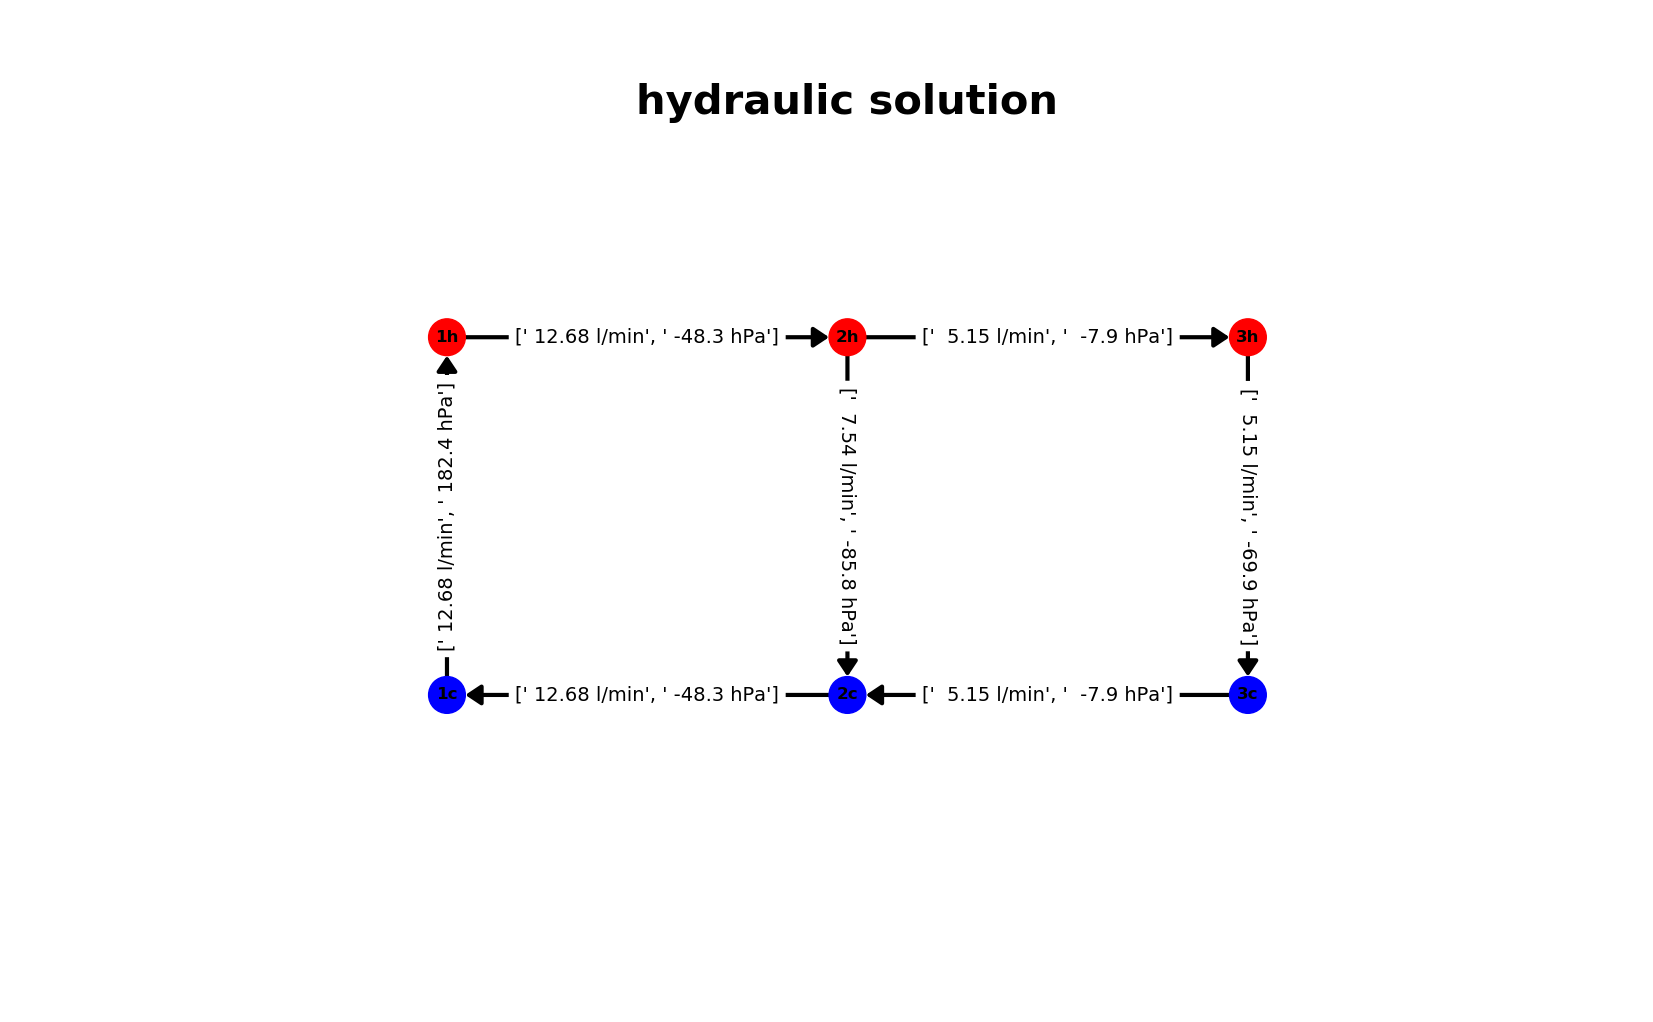 hydraulic solution
1h [' 12.68 l/min', ' -48.3 hPa'] 2h ['  5.15 l/min', '  -7.9 hPa'] 3h
[' 12.68 l/min', ' 182.4 hPa']
['  7.54 l/min', ' -85.8 hPa']
['  5.15 l/min', ' -69.9 hPa']
1c [' 12.68 l/min', ' -48.3 hPa'] 2c ['  5.15 l/min', '  -7.9 hPa'] 3c